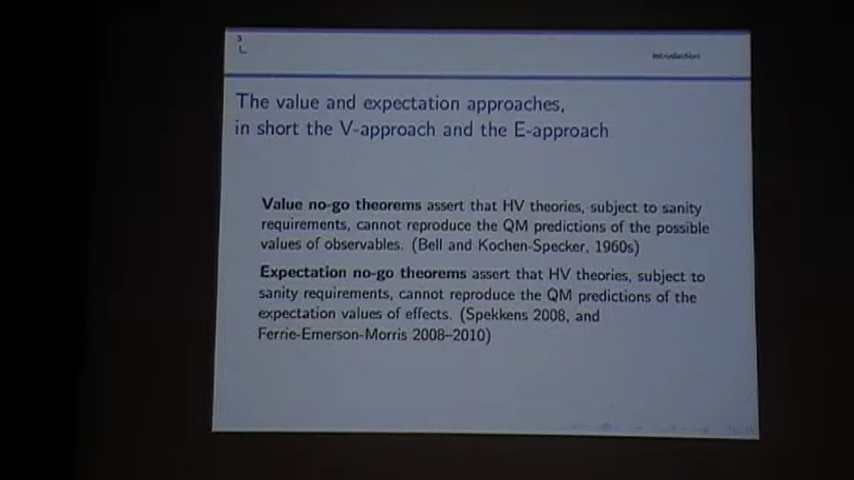 3
Introduction
The value and expectation approaches,
in short the V-approach and the E-approach
Value no-go theorems assert that HV theories, subject to sanity
requirements, cannot reproduce the QM predictions of the possible
values of observables. (Bell and Kochen-Specker, 1960s)
Expectation no-go theorems assert that HV theories, subject to
sanity requirements, cannot reproduce the QM predictions of the
expectation values of effects. (Spekkens 2008, and
Ferrie-Emerson-Morris 2008–2010)